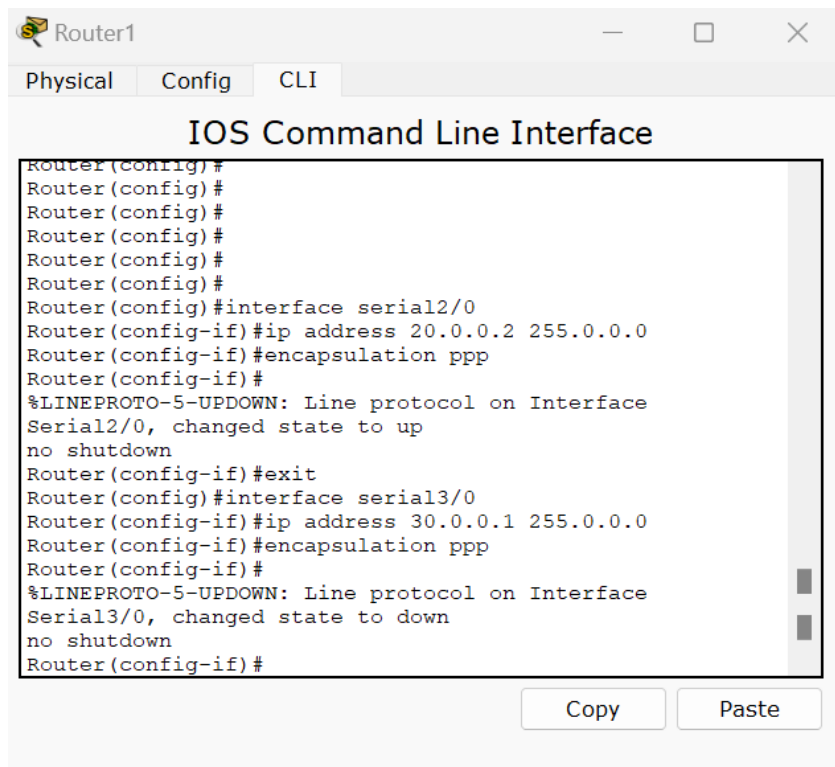 Router1
Physical Config CLI
IOS Command Line Interface
Router(config)#
Router(config)#
Router(config)#
Router(config)#
Router(config)#
Router(config)#
Router(config)#interface serial2/0
Router(config-if)#ip address 20.0.0.2 255.0.0.0
Router(config-if)#encapsulation ppp
Router(config-if)#
%LINEPROTO-5-UPDOWN: Line protocol on Interface
Serial2/0, changed state to up
no shutdown
Router(config-if)#exit
Router(config)#interface serial3/0
Router(config-if)#ip address 30.0.0.1 255.0.0.0
Router(config-if)#encapsulation ppp
Router(config-if)#
%LINEPROTO-5-UPDOWN: Line protocol on Interface
Serial3/0, changed state to down
no shutdown
Router(config-if)#
Copy Paste